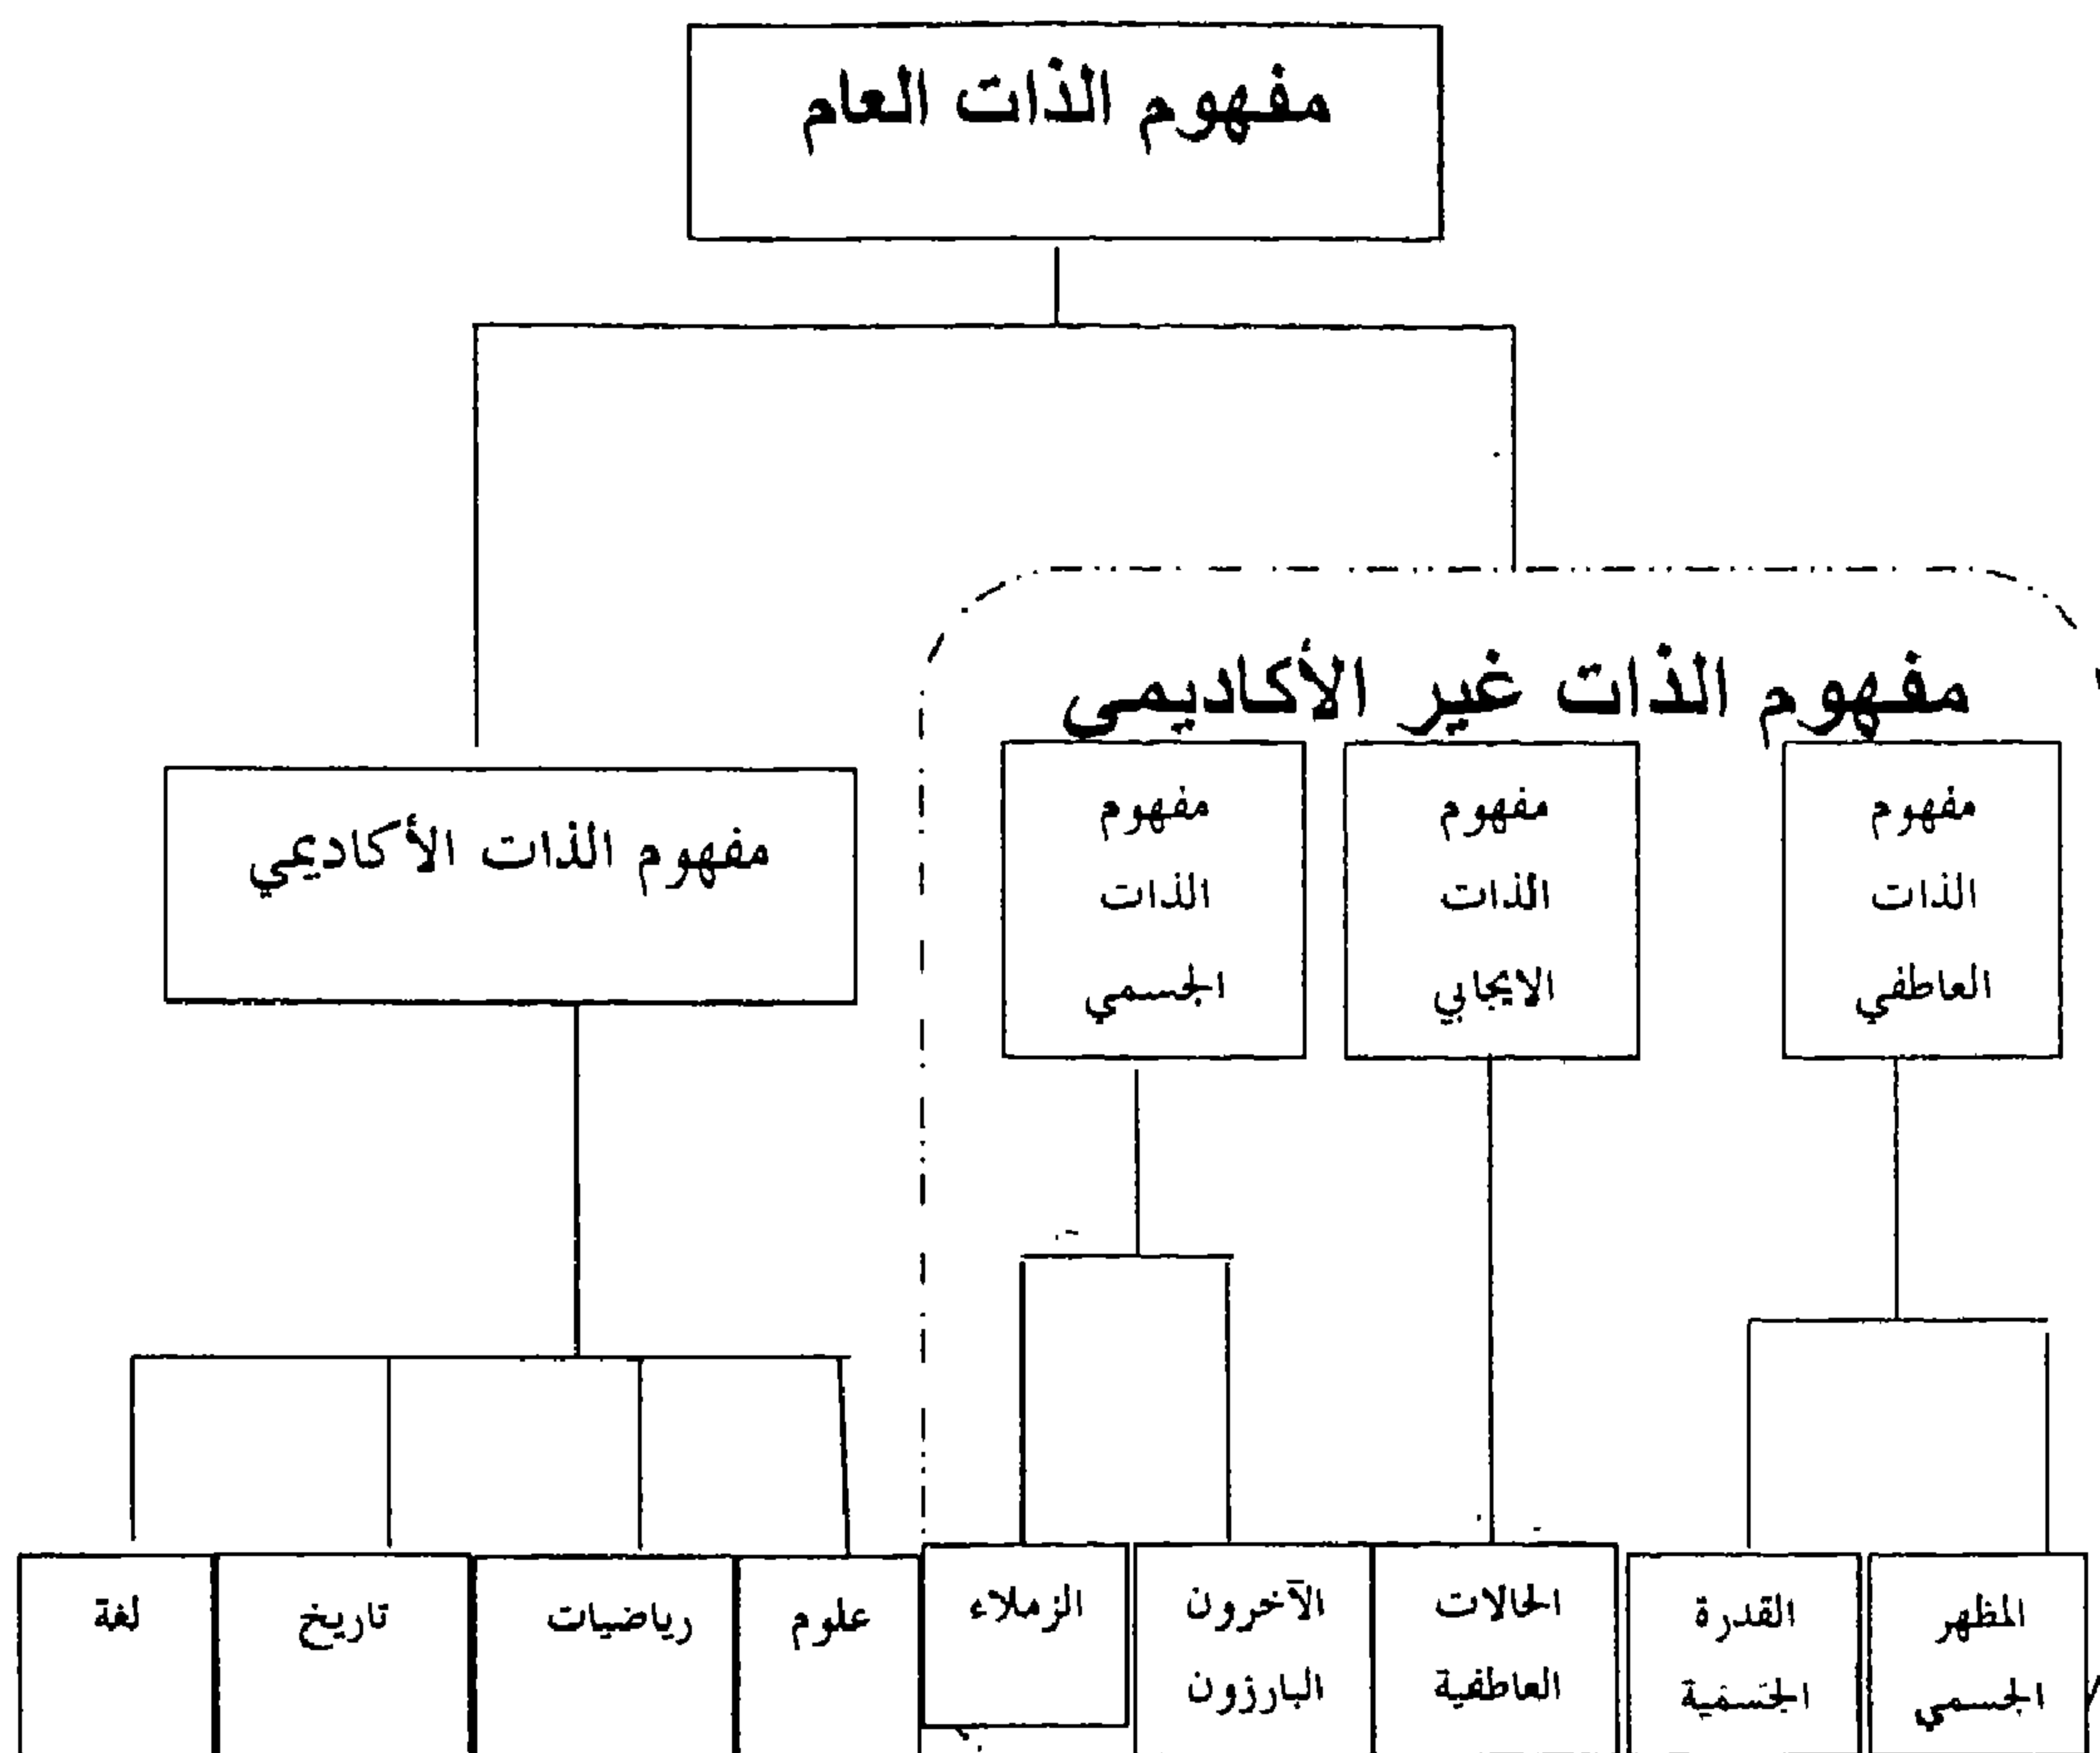 مفهوم الذات العام
مفهوم الذات غير الأكاديمي
مفهوم
الذات
العاطفي
مفهوم
الذات
الايجابي
مفهوم
الذات
الجسمي
مفهوم الذات الأكاديمي
المظهر
الجسمي
القدرة
الجسمية
الحالات
العاطفية
الآخرون
البارزون
الزملاء
علوم
رياضيات
تاريخ
لغة